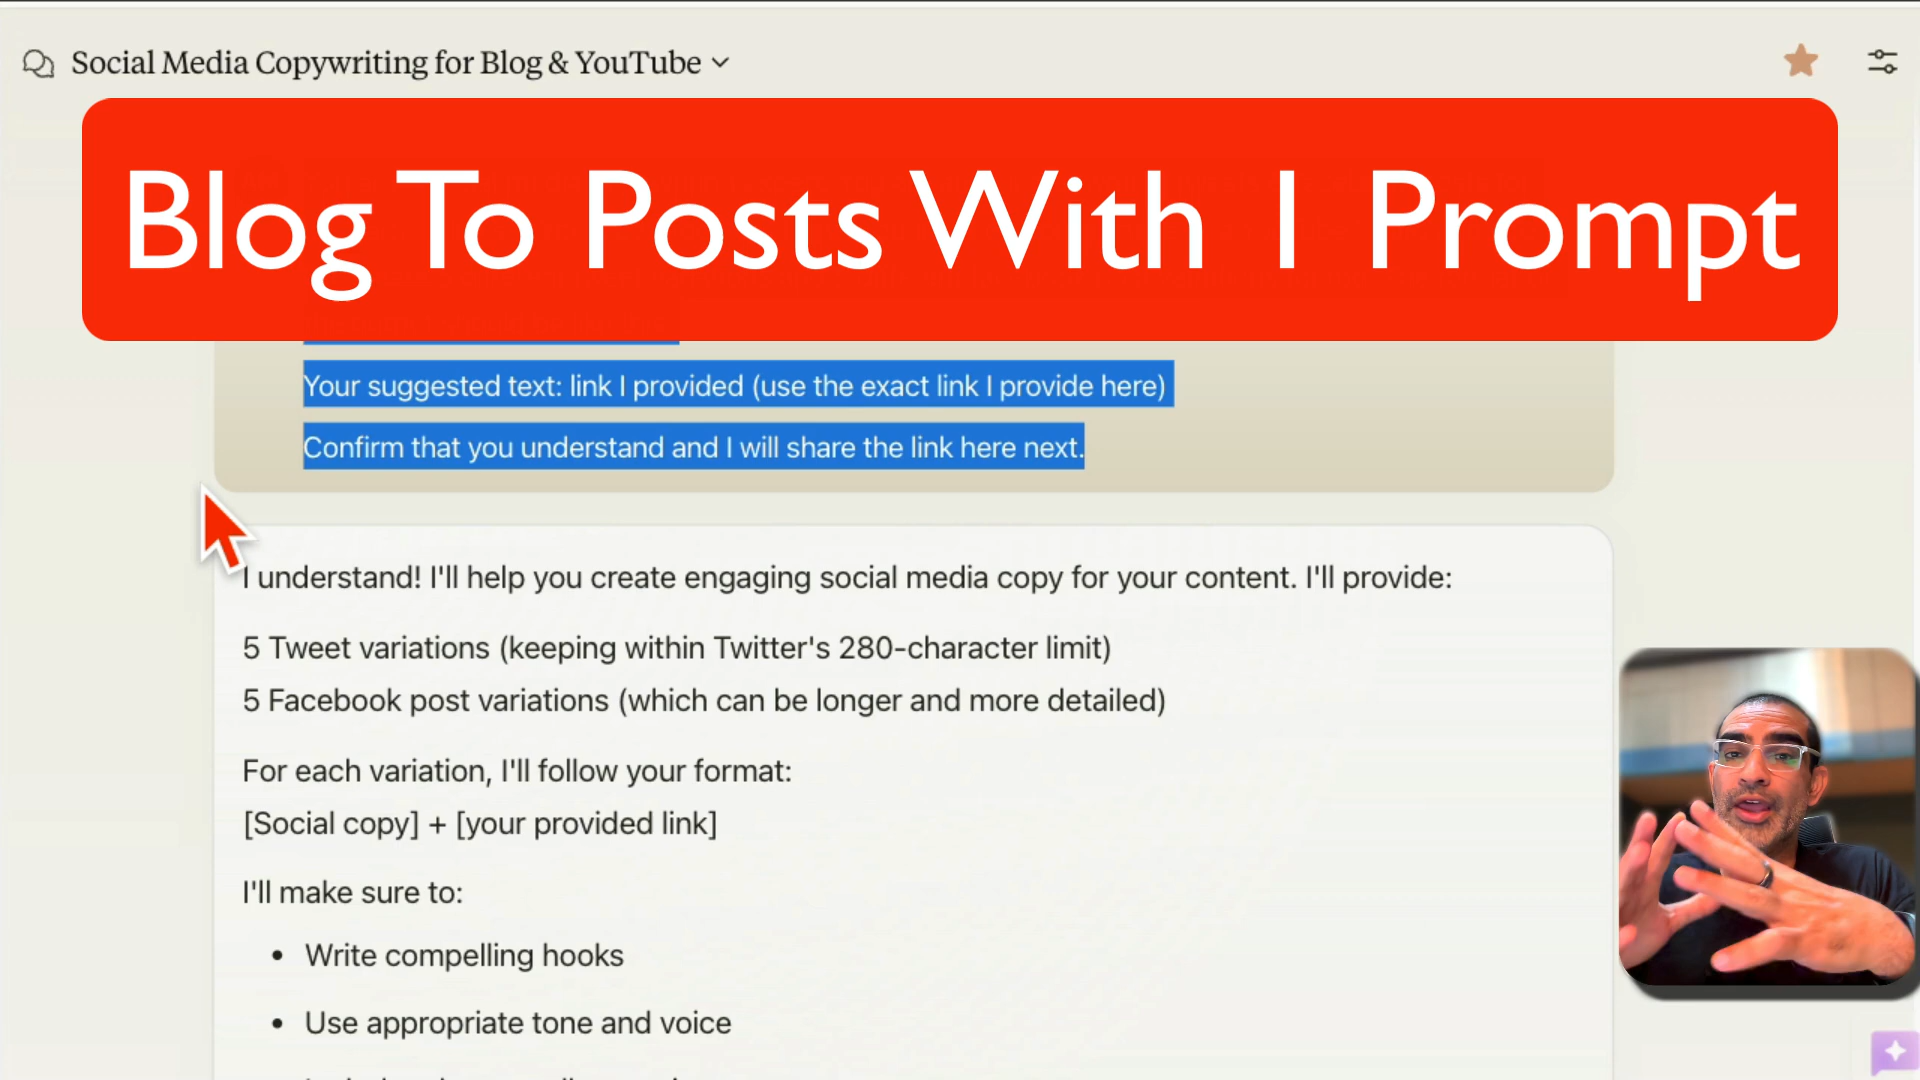 Social Media Copywriting for Blog & YouTube
Blog To Posts With 1 Prompt
Your suggested text: link I provided (use the exact link I provide here)
Confirm that you understand and I will share the link here next.
I understand! I'll help you create engaging social media copy for your content. I'll provide:
5 Tweet variations (keeping within Twitter's 280-character limit)
5 Facebook post variations (which can be longer and more detailed)
For each variation, I'll follow your format:
[Social copy] + [your provided link]
I'll make sure to:
• Write compelling hooks
• Use appropriate tone and voice